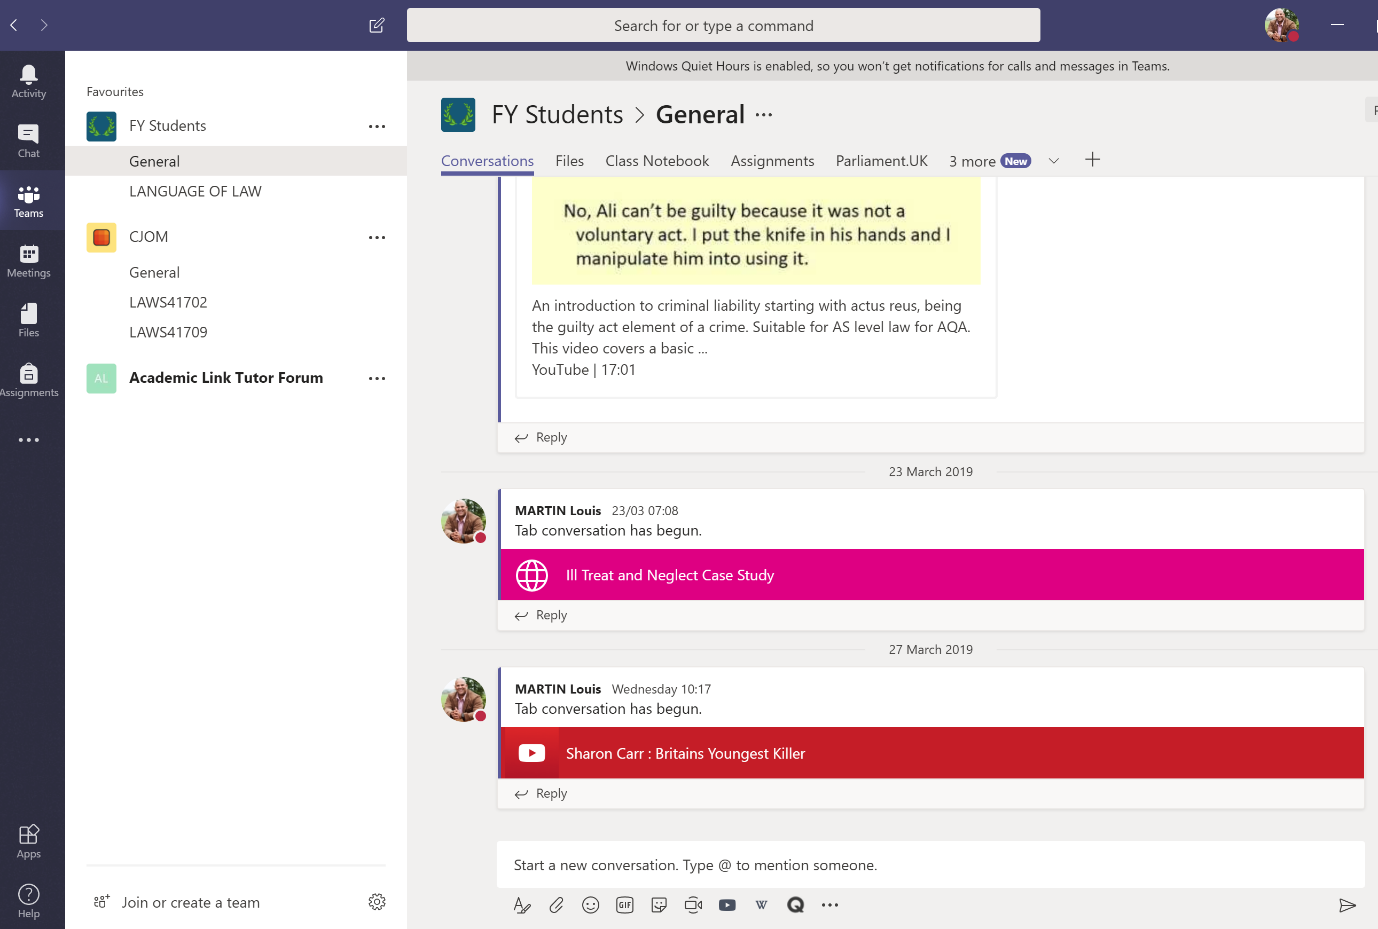 Search for or type a command
Activity
Chat
Teams
Meetings
Files
Assignments
Apps
Help
Favourites
FY Students
General
LANGUAGE OF LAW
CJOM
General
LAWS41702
LAWS41709
AL
Academic Link Tutor Forum
Join or create a team
Windows Quiet Hours is enabled, so you won't get notifications for calls and messages in Teams.
FY Students > General ···
Conversations Files Class Notebook Assignments Parliament.UK 3 more New
No, Ali can't be guilty because it was not a
voluntary act. I put the knife in his hands and I
manipulate him into using it.
An introduction to criminal liability starting with actus reus, being
the guilty act element of a crime. Suitable for AS level law for AQA.
This video covers a basic ...
YouTube | 17:01
Reply
23 March 2019
MARTIN Louis 23/03 07:08
Tab conversation has begun.
Ill Treat and Neglect Case Study
Reply
27 March 2019
MARTIN Louis Wednesday 10:17
Tab conversation has begun.
Sharon Carr : Britains Youngest Killer
Reply
Start a new conversation. Type @ to mention someone.
GIF
W
Q